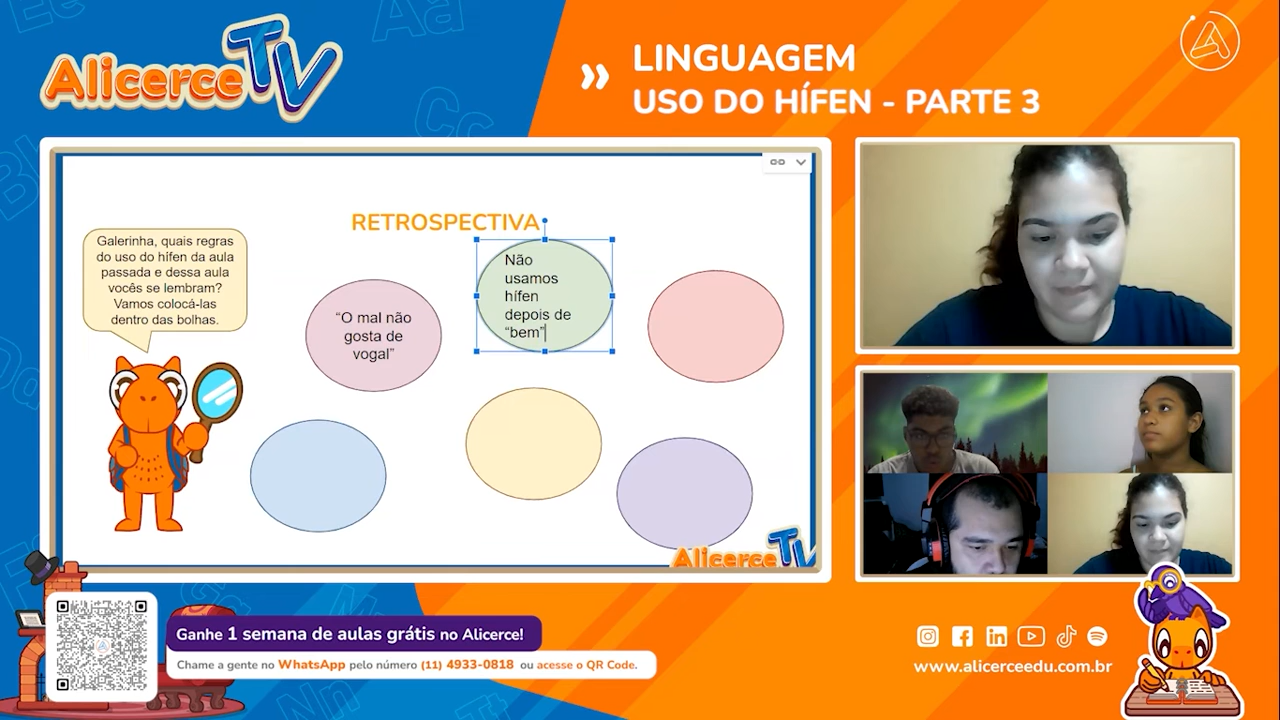 Alicerce TV
LINGUAGEM
USO DO HÍFEN - PARTE 3
RETROSPECTIVA
Galerinha, quais regras
do uso do hífen da aula
passada e dessa aula
vocês se lembram?
Vamos colocá-las
dentro das bolhas.
"O mal não
gosta de
vogal"
Não
usamos
hífen
depois de
"bem"
Alicerce TV
Ganhe 1 semana de aulas grátis no Alicerce!
Chame a gente no WhatsApp pelo número (11) 4933-0818 ou acesse o QR Code.
www.alicerceedu.com.br